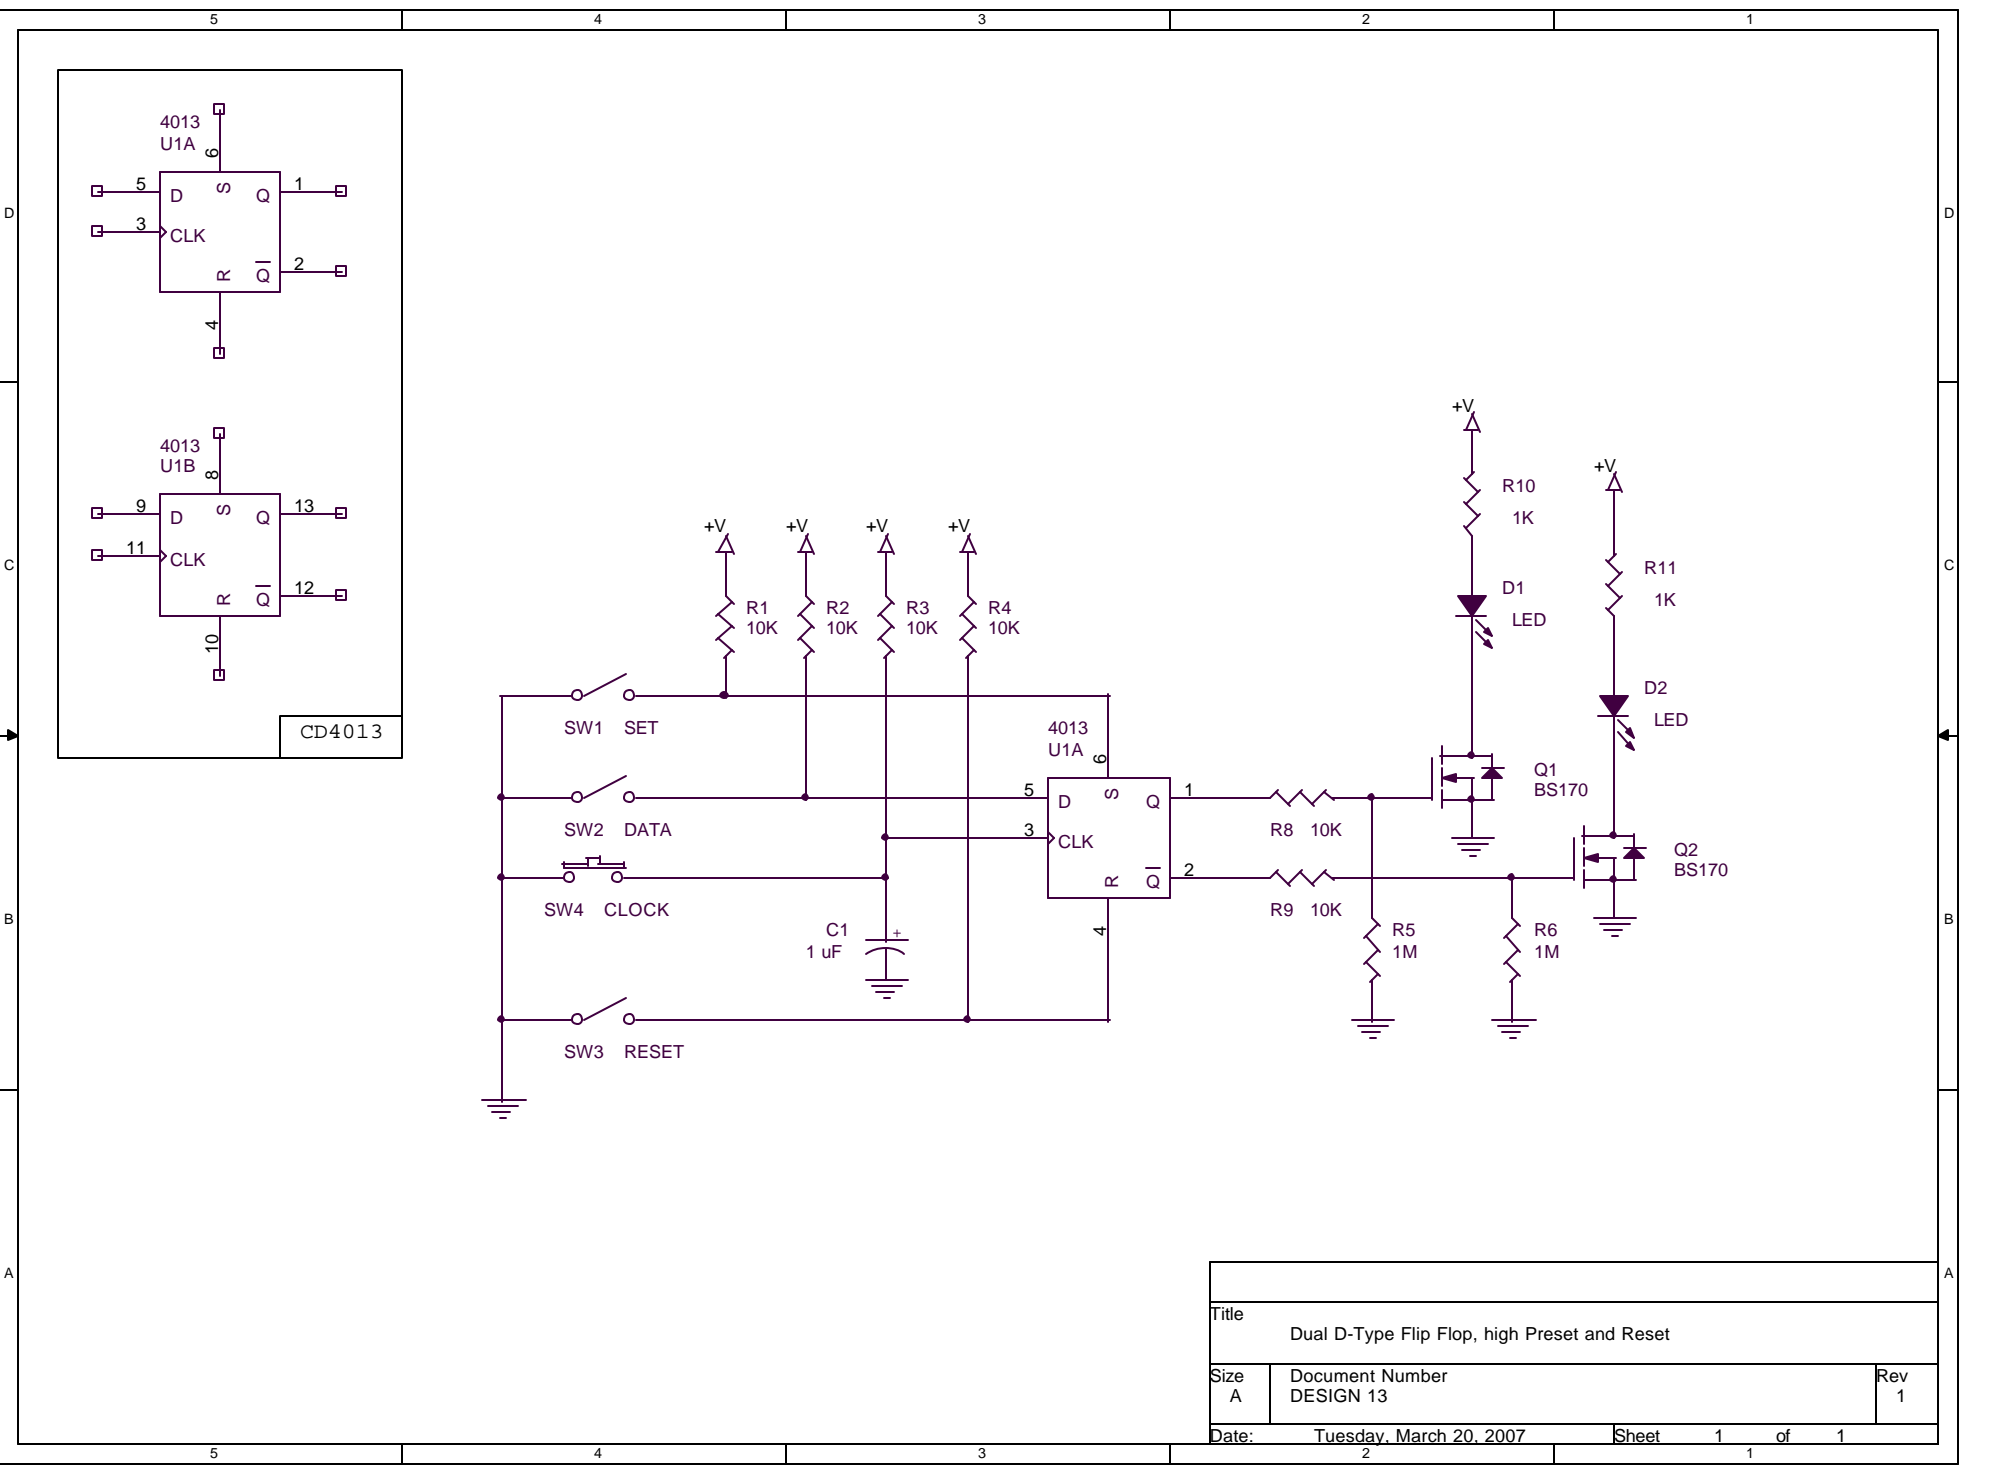 5 4 3 2 1
D D
C C
B B
A A
4013
U1A
6
5 D S Q 1
3 CLK
R Q 2
4
4013
U1B
8
9 D S Q 13
11 CLK
R Q 12
10
CD4013
+V +V +V +V
R1 10K
R2 10K
R3 10K
R4 10K
SW1 SET
SW2 DATA
SW4 CLOCK
C1 +
1 uF
SW3 RESET
4013
U1A
6
5 D S Q 1
3 CLK
R Q 2
4
R8 10K
R9 10K
R5
1M
R6
1M
+V
R10
1K
D1
LED
Q1
BS170
+V
R11
1K
D2
LED
Q2
BS170
Title
Dual D-Type Flip Flop, high Preset and Reset
Size
A
Document Number
DESIGN 13
Rev
1
Date: Tuesday, March 20, 2007 Sheet 1 of 1
5 4 3 2 1